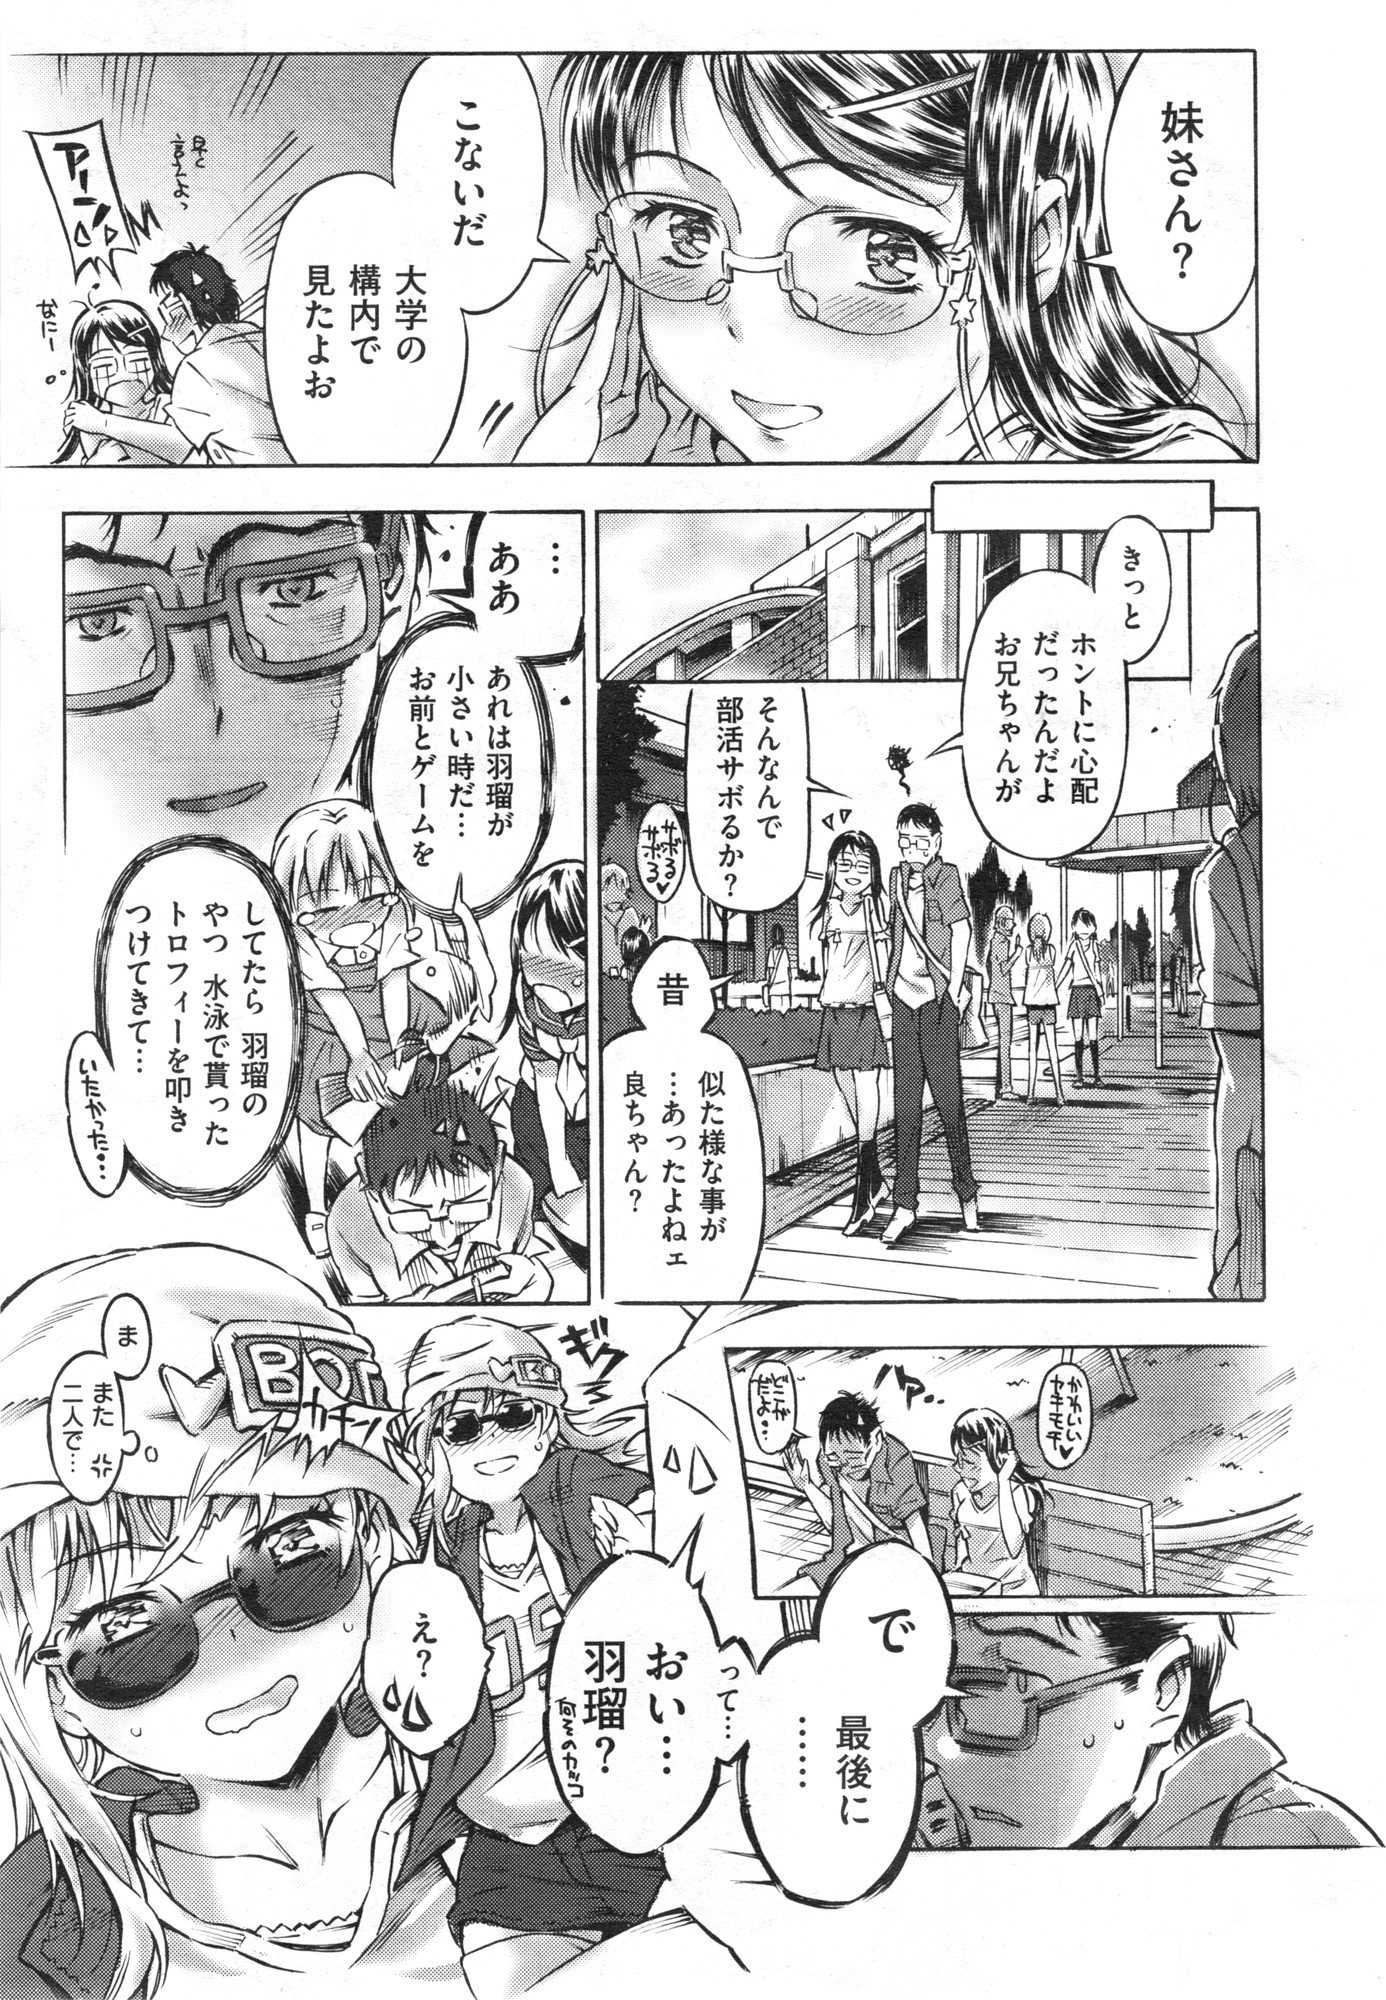 妹さん?
こないだ
大学の
構内で
見たよぉ
早く
言えよっ
アーン
なにー
きっと
ホントに心配
だったんだよ
お兄ちゃんが
そんなんで
部活サボるか?
サボる
サボる♥
昔
似た様な事が
…あったよねェ
良ちゃん?
…
ああ
あれは羽瑠が
小さい時だ…
お前とゲームを
してたら 羽瑠の
やつ 水泳で貰った
トロフィーを叩き
つけてきて…
いたかった…
かわいい
ヤキモチ♥
ハァ…
どこが
だよ…
で
……
最後に
って…
おい…
羽瑠?
何そのカッコ
ギク
え?
カチーン
BOT
ま
また
二人で…